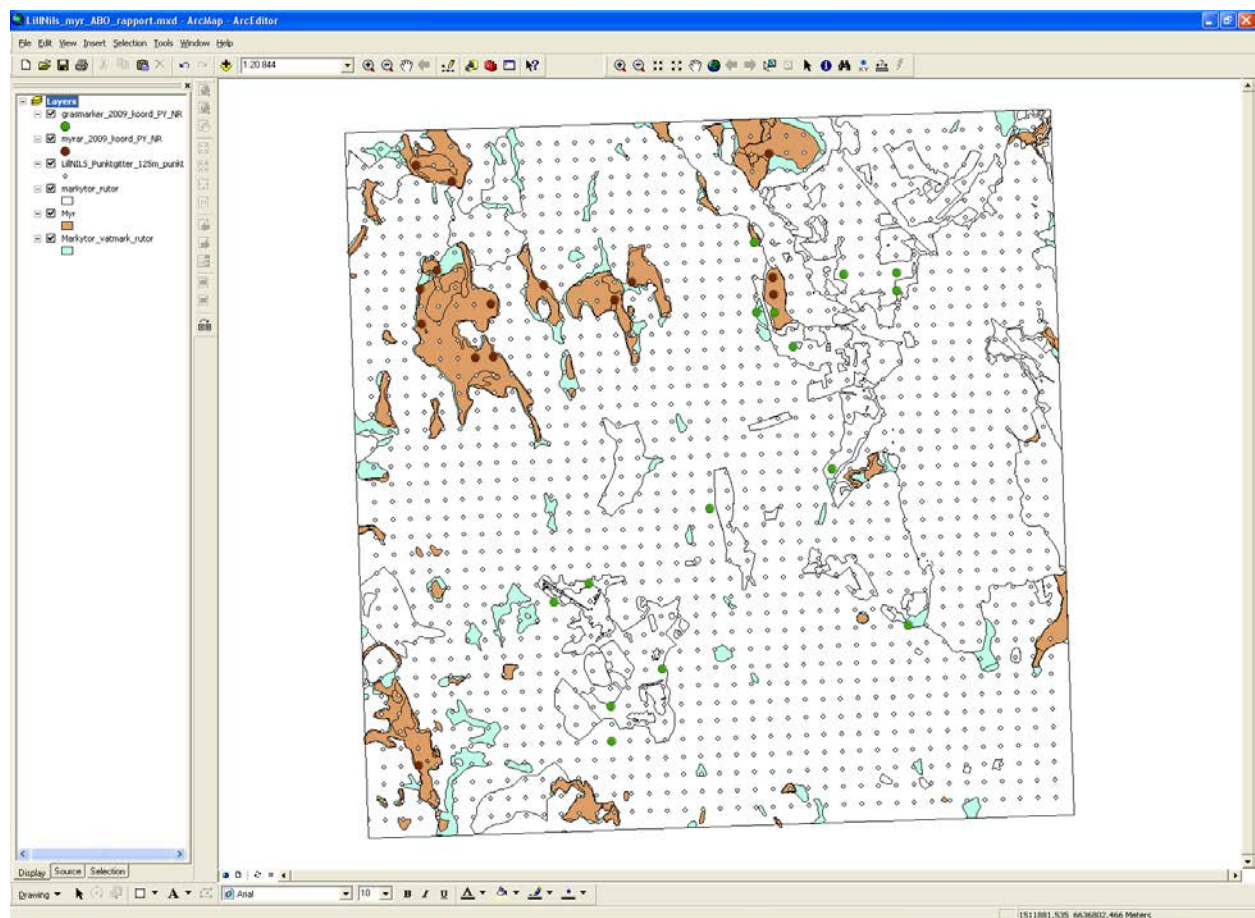 LillNils_myr_ABO_rapport.mxd - ArcMap - ArcEditor
File Edit View Insert Selection Tools Window Help
1:20 844
Layers
grasmarker_2009_koord_PY_NR
myrar_2009_koord_PY_NR
LillNILS_Punktgitter_125m_punkt
markytor_rutor
Myr
Markytor_vatmark_rutor
Display Source Selection
Drawing A Arial 10 B I U A
1511881.535 6636802.466 Meters